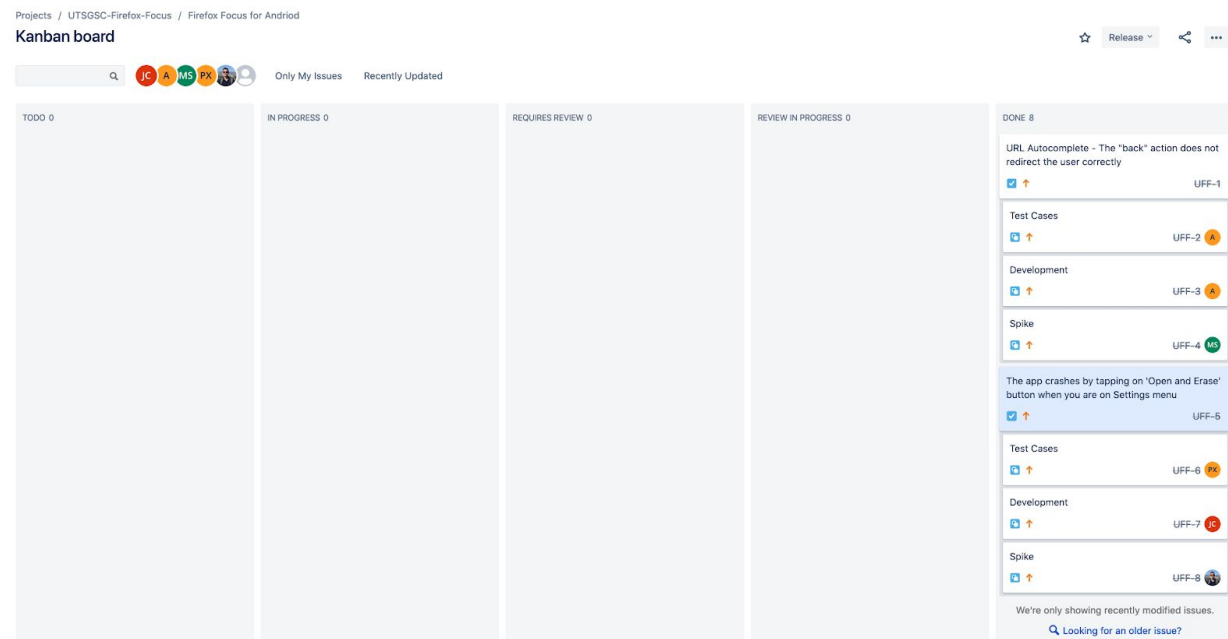 Projects / UTSGSC-Firefox-Focus / Firefox Focus for Andriod
Kanban board
Release
JC A MS PX
Only My Issues
Recently Updated
TODO 0
IN PROGRESS 0
REQUIRES REVIEW 0
REVIEW IN PROGRESS 0
DONE 8
URL Autocomplete - The "back" action does not
redirect the user correctly
UFF-1
Test Cases
UFF-2 A
Development
UFF-3 A
Spike
UFF-4 MS
The app crashes by tapping on 'Open and Erase'
button when you are on Settings menu
UFF-5
Test Cases
UFF-6 PX
Development
UFF-7 JC
Spike
UFF-8
We're only showing recently modified issues.
Looking for an older issue?